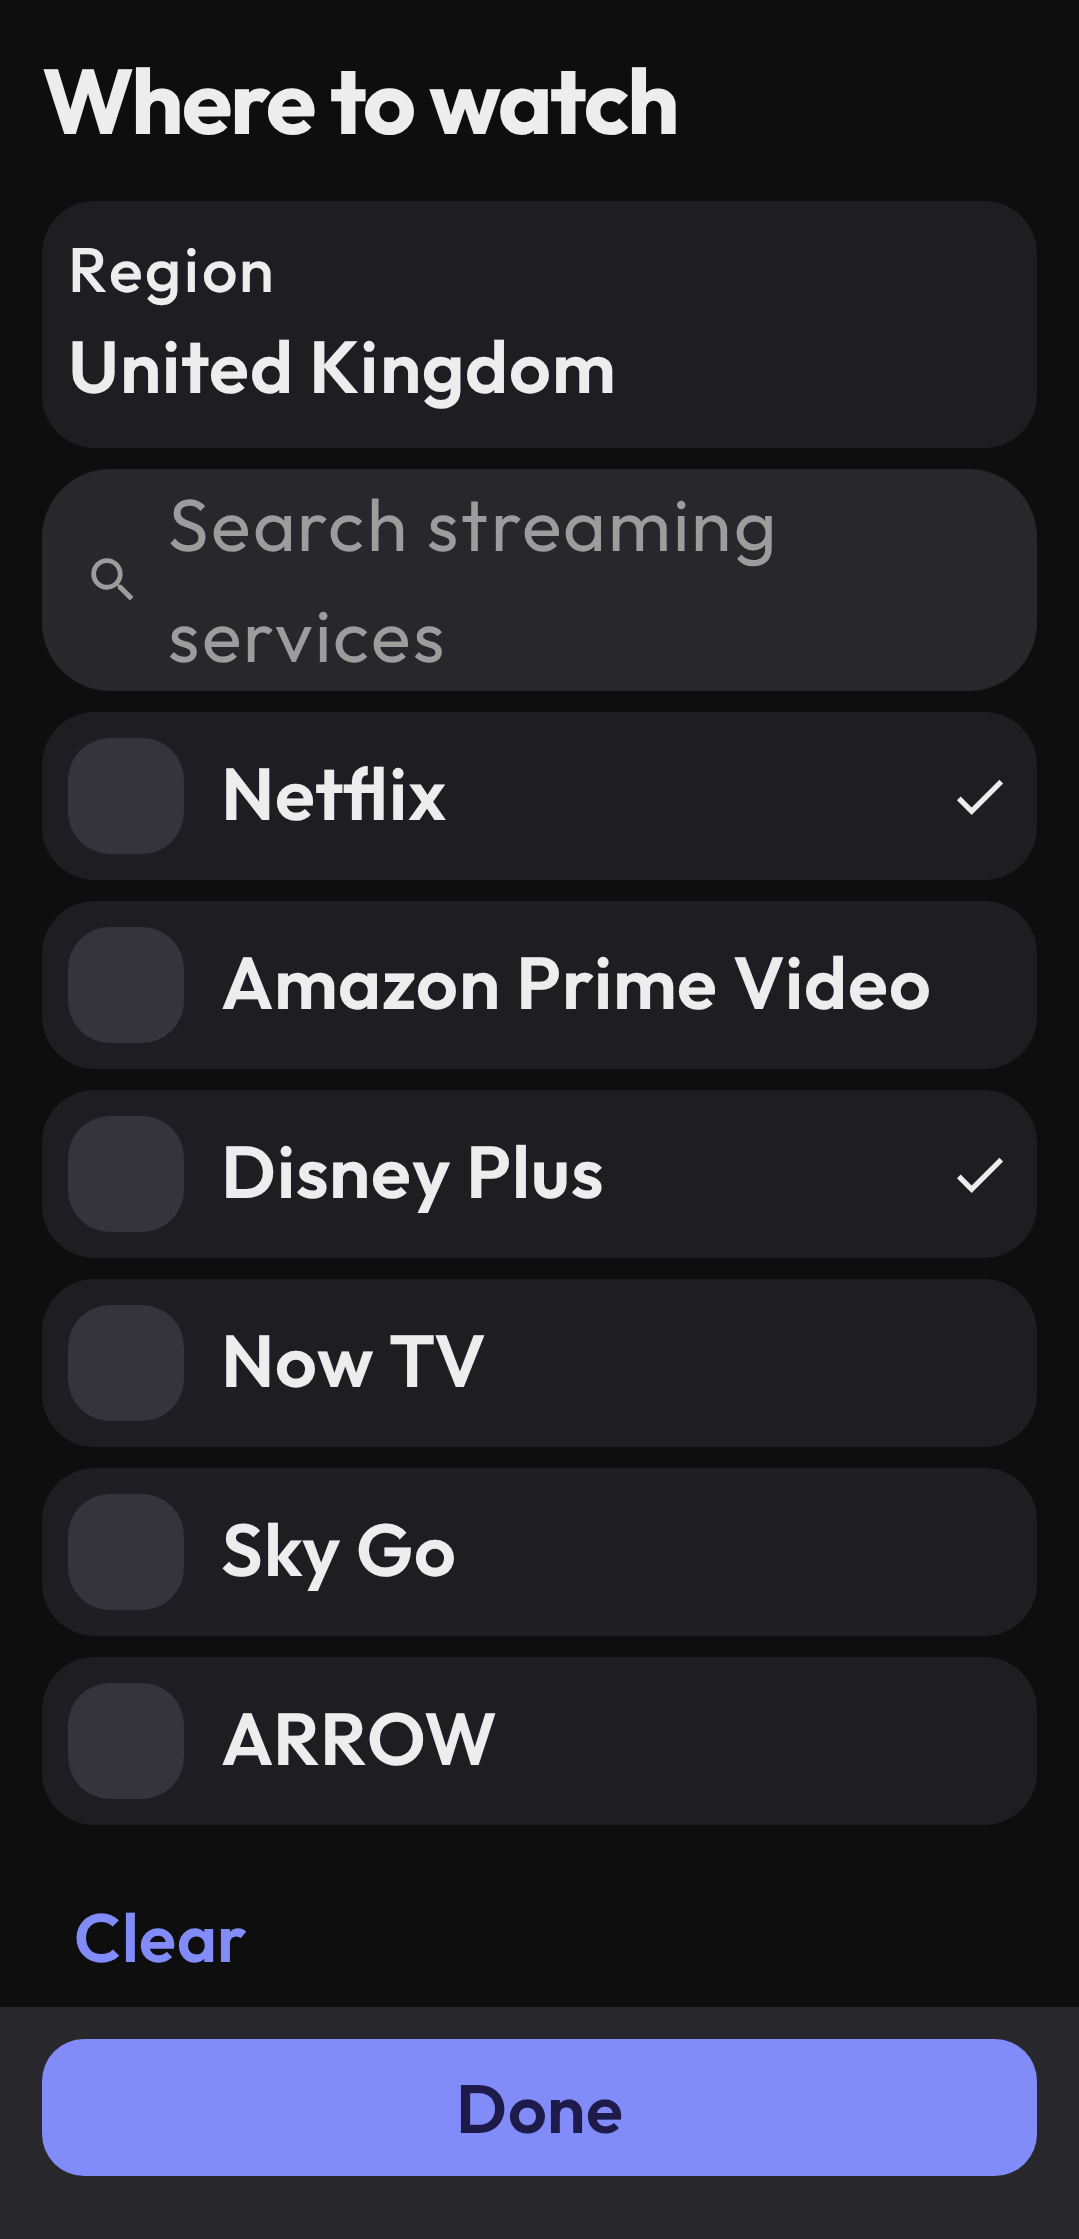 Where to watch
Region
United Kingdom
Search streaming
services
Netflix
Amazon Prime Video
Disney Plus
Now TV
Sky Go
ARROW
Clear
Done